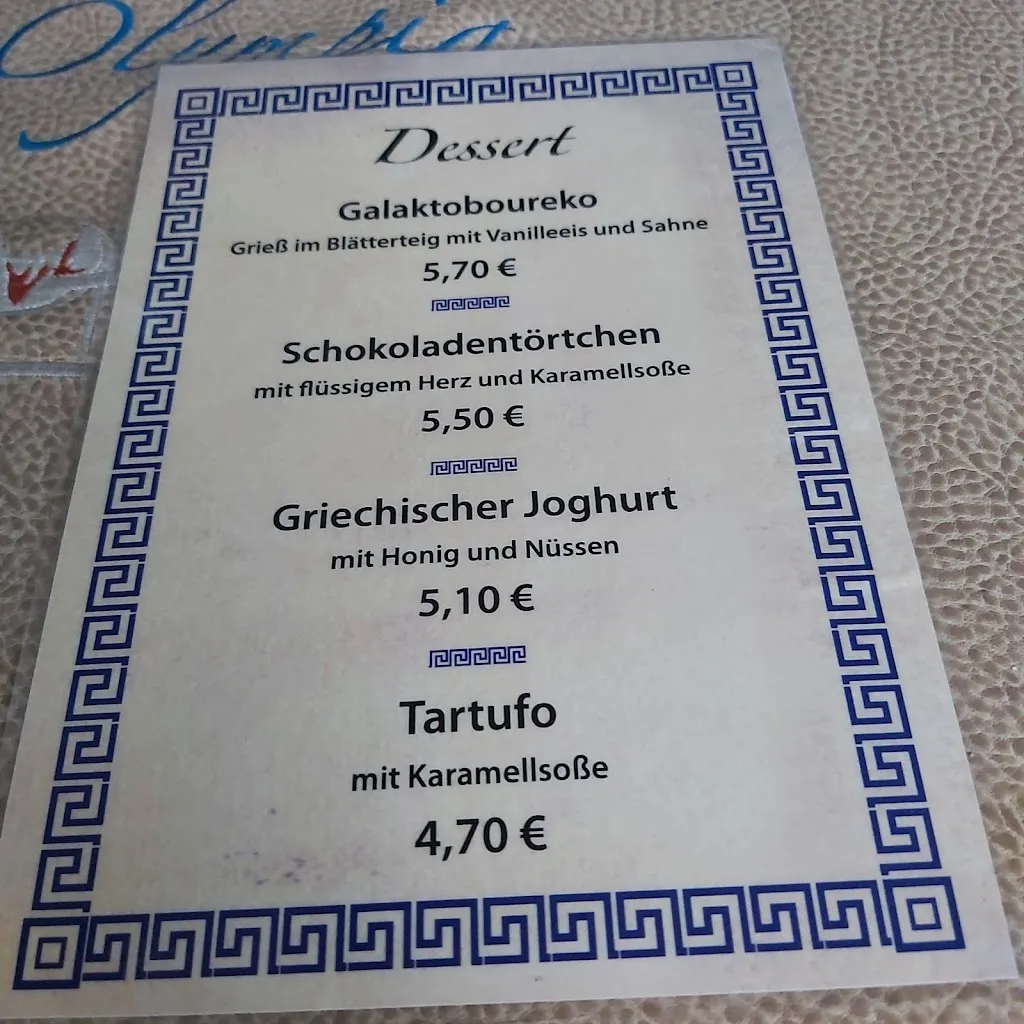 Olympia
Dessert
Galaktoboureko
Grieß im Blätterteig mit Vanilleeis und Sahne
5,70 €
Schokoladentörtchen
mit flüssigem Herz und Karamellsoße
5,50 €
Griechischer Joghurt
mit Honig und Nüssen
5,10 €
Tartufo
mit Karamellsoße
4,70 €